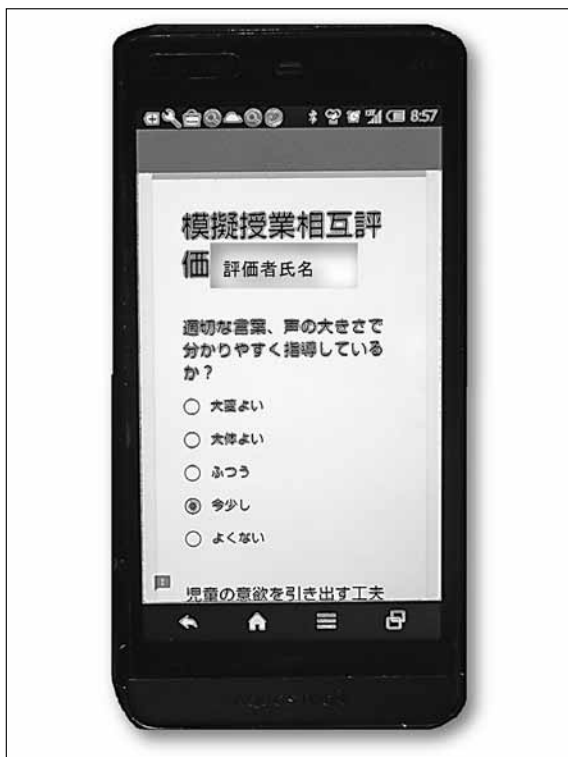 8:57
模擬授業相互評
価 評価者氏名
適切な言葉、声の大きさで
分かりやすく指導している
か?
大変よい
大体よい
ふつう
今少し
よくない
児童の意欲を引き出す工夫